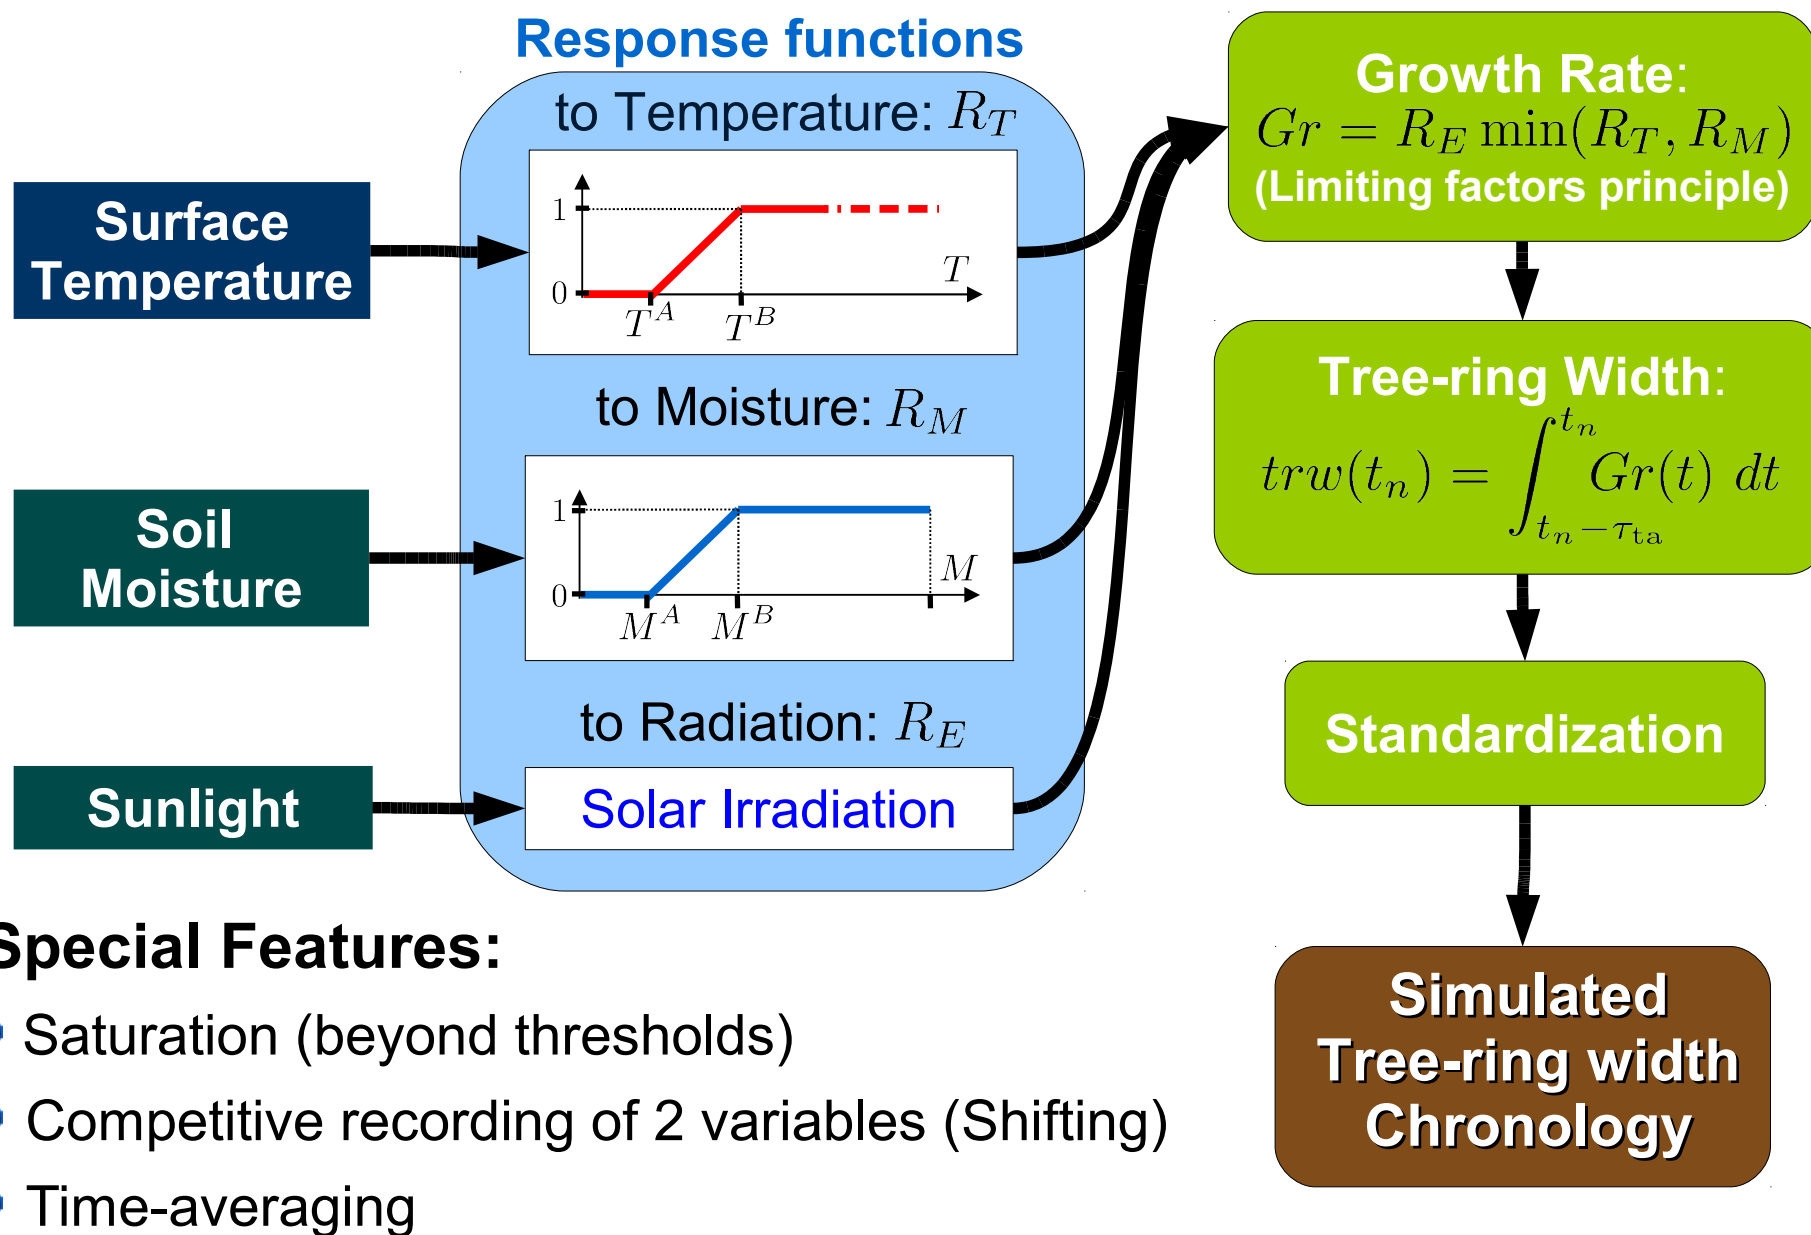 Response functions
to Temperature: R_T
1
0
T^A
T^B
T
Surface
Temperature
to Moisture: R_M
1
0
M^A
M^B
M
Soil
Moisture
to Radiation: R_E
Solar Irradiation
Sunlight
Growth Rate:
Gr = R_E min(R_T, R_M)
(Limiting factors principle)
Tree-ring Width:
trw(t_n) = ∫_{t_n−τ_ta}^{t_n} Gr(t) dt
Standardization
Simulated
Tree-ring width
Chronology
Special Features:
Saturation (beyond thresholds)
Competitive recording of 2 variables (Shifting)
Time-averaging